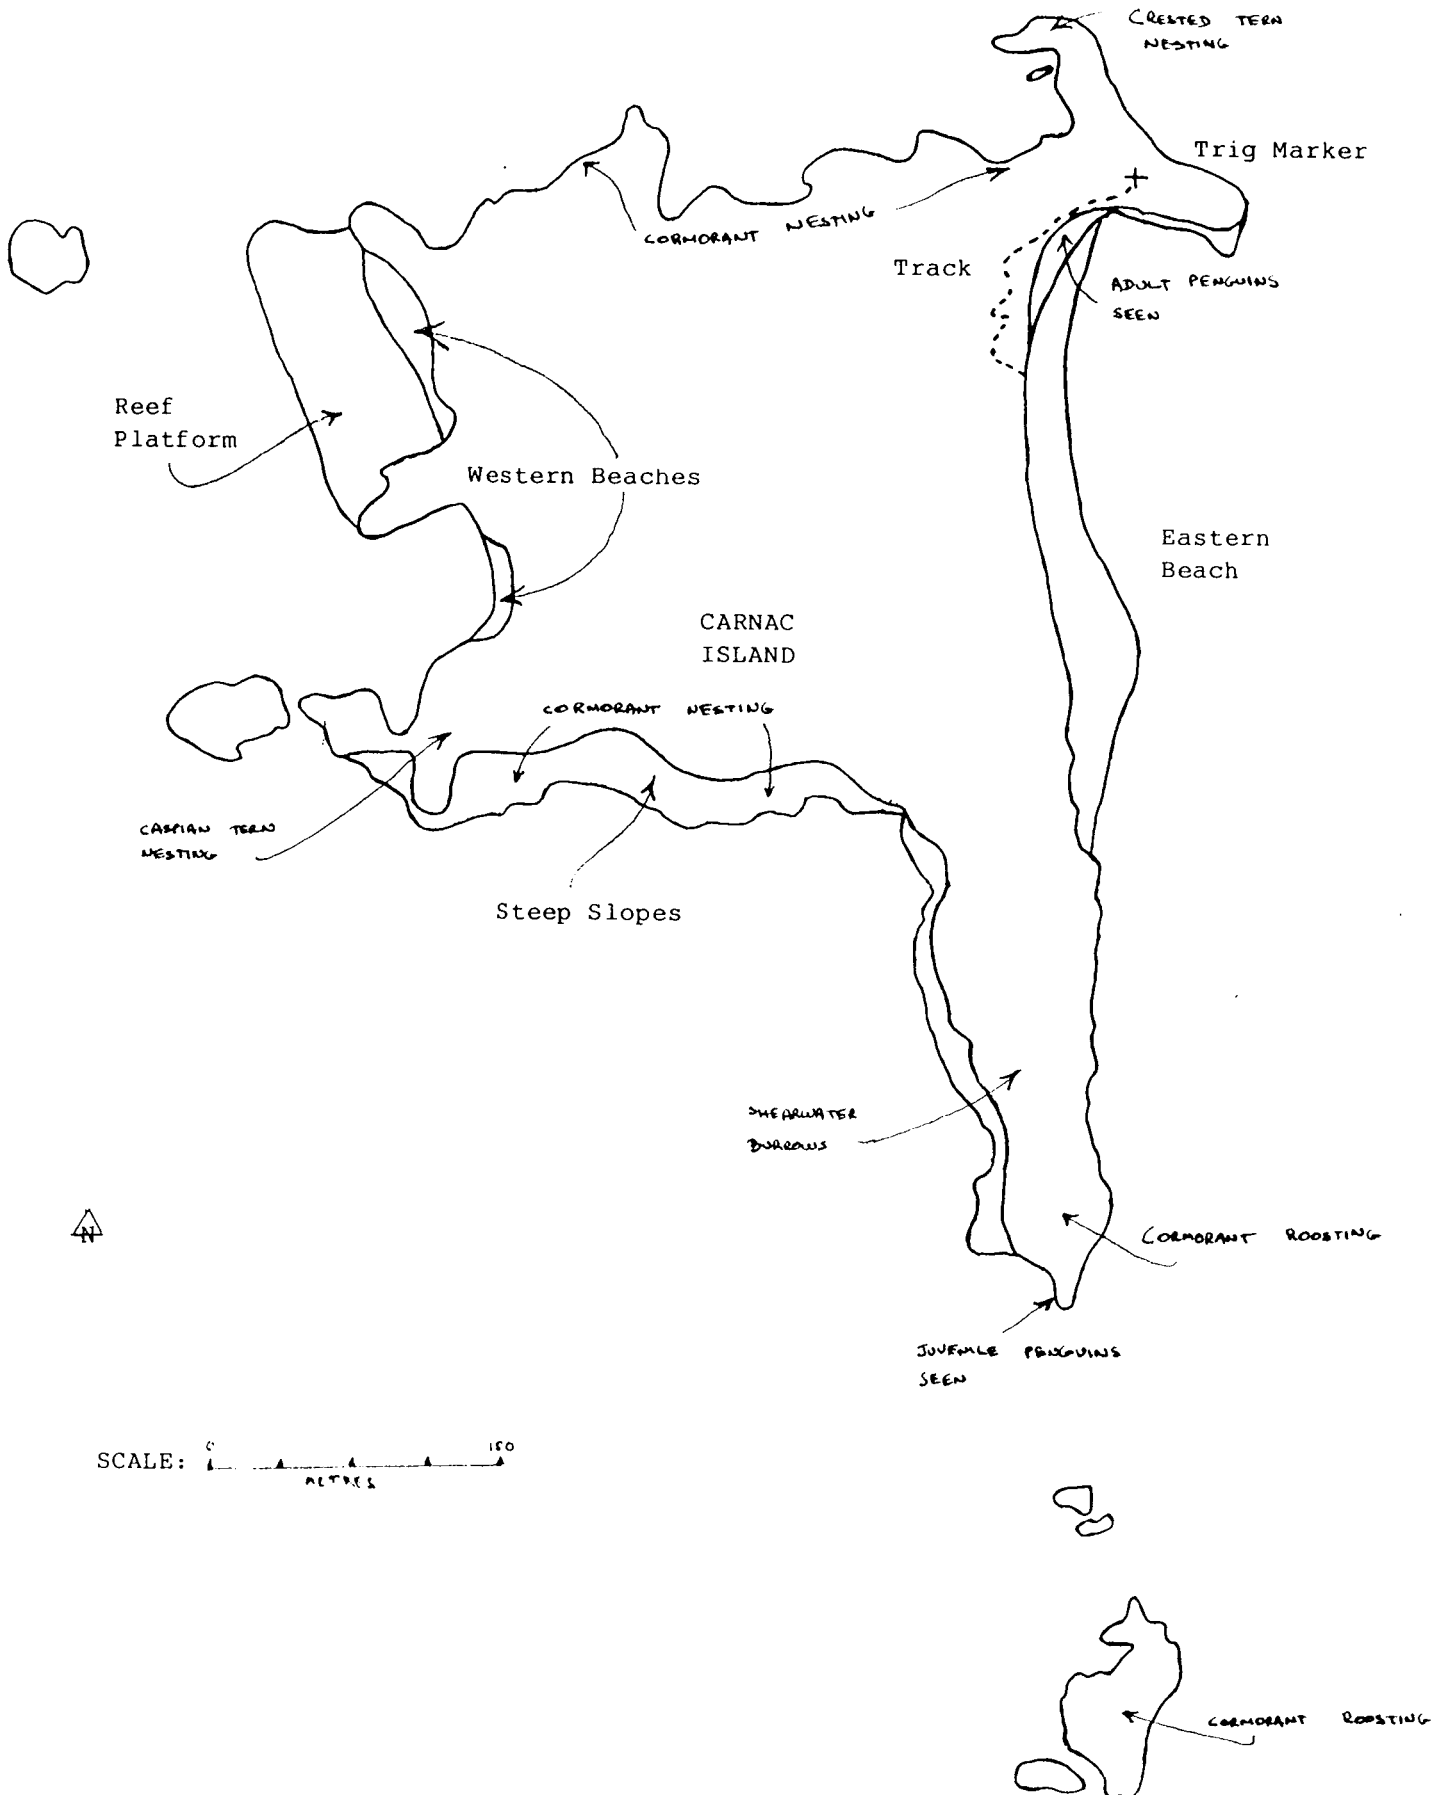 CRESTED TERN
NESTING
Trig Marker
CORMORANT NESTING
Track
ADULT PENGUINS
SEEN
Reef
Platform
Western Beaches
Eastern
Beach
CARNAC
ISLAND
CORMORANT NESTING
CASPIAN TERN
NESTING
Steep Slopes
SHEARWATER
BURROWS
N
CORMORANT ROOSTING
JUVENILE PENGUINS
SEEN
SCALE: 0 150
METRES
CORMORANT ROOSTING